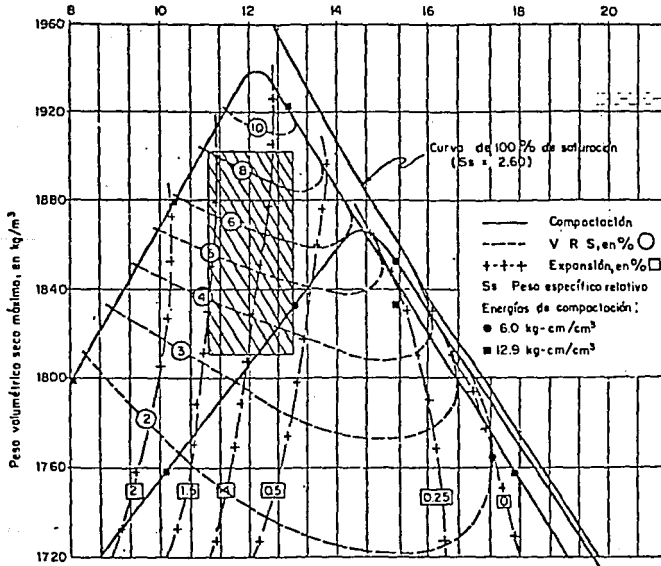 8 10 12 14 16 18 20
1960
1920
1880
1840
1800
1760
1720
Peso volumétrico seco máximo, en kg/m³
Curva de 100% de saturación
(Ss = 2.60)
Compactación
V R S, en %
Expansión, en %
Ss Peso específico relativo
Energías de compactación:
6.0 kg-cm/cm³
12.9 kg-cm/cm³
10
8
6
5
4
3
2
2
1.5
0.5
0.25
0